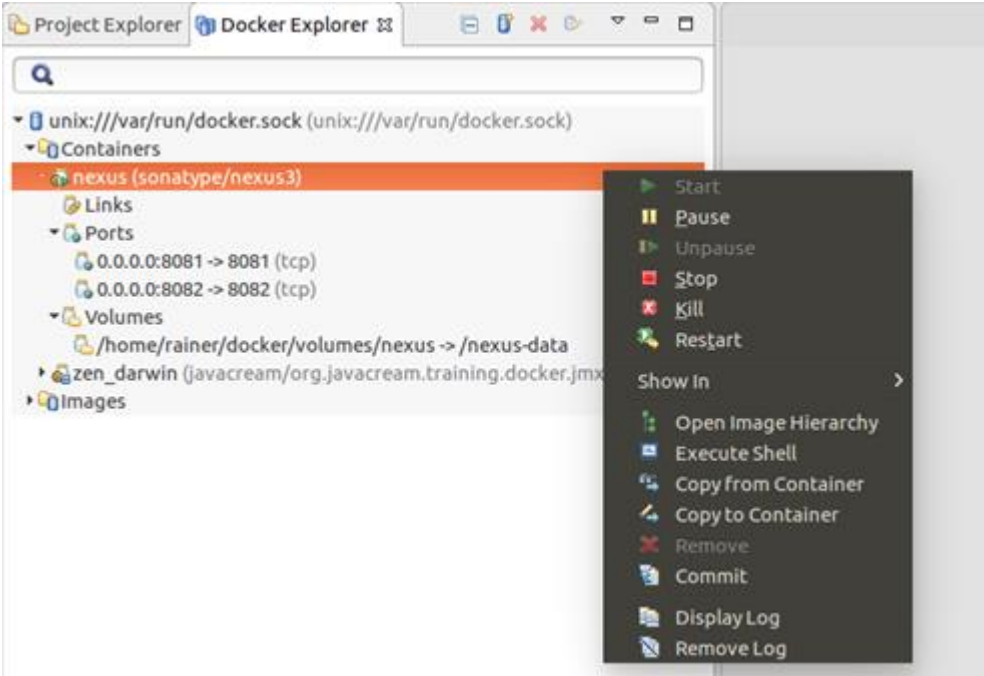 Project Explorer
Docker Explorer
unix:///var/run/docker.sock (unix:///var/run/docker.sock)
Containers
nexus (sonatype/nexus3)
Links
Ports
0.0.0.0:8081 -> 8081 (tcp)
0.0.0.0:8082 -> 8082 (tcp)
Volumes
/home/rainer/docker/volumes/nexus -> /nexus-data
zen_darwin (javacream/org.javacream.training.docker.jmx
Images
Start
Pause
Unpause
Stop
Kill
Restart
Show In
Open Image Hierarchy
Execute Shell
Copy from Container
Copy to Container
Remove
Commit
Display Log
Remove Log